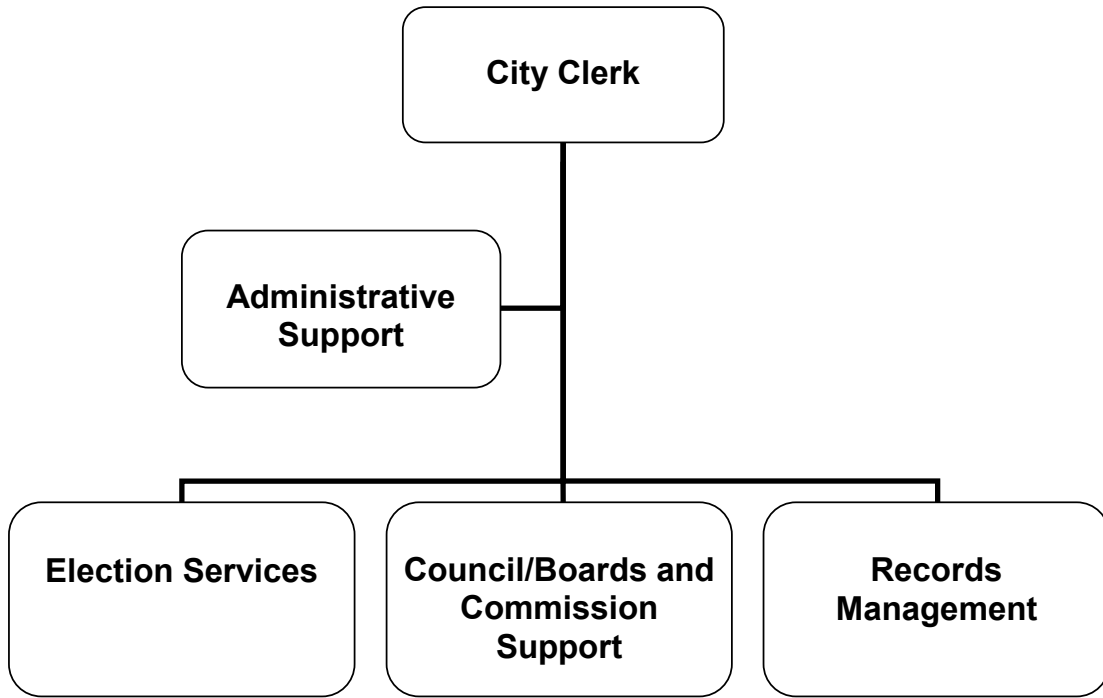 City Clerk
Administrative
Support
Election Services
Council/Boards and
Commission
Support
Records
Management